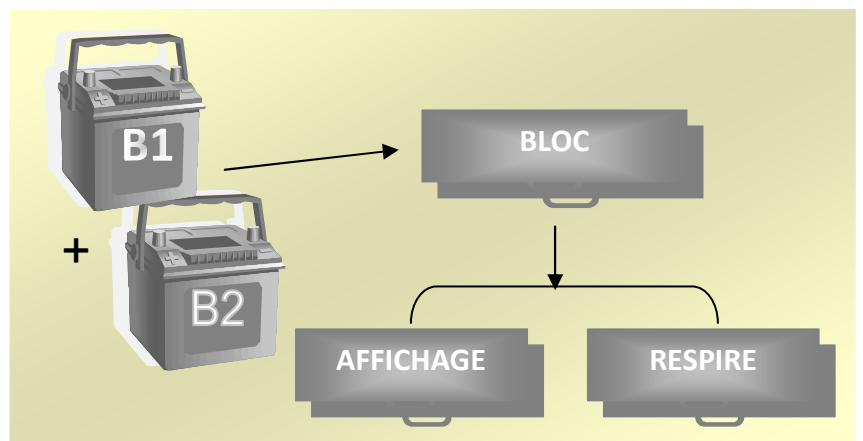 B1
+
B2
BLOC
AFFICHAGE
RESPIRE